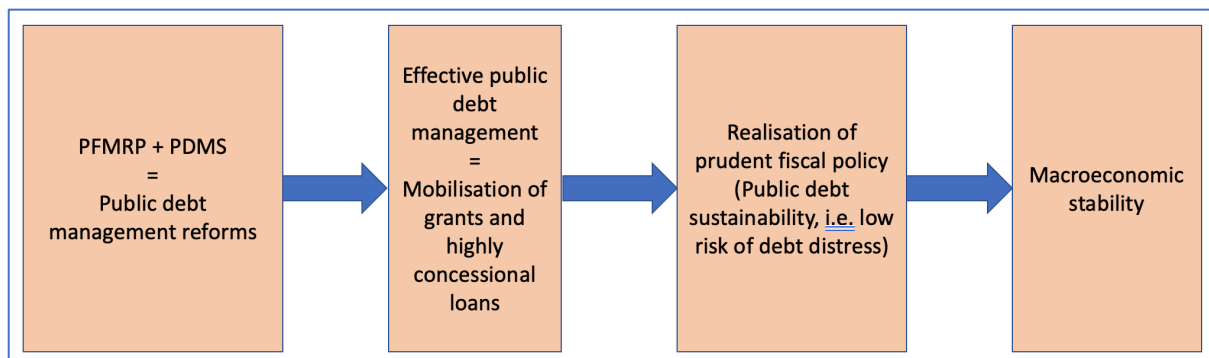 PFMRP + PDMS
=
Public debt
management reforms
Effective public
debt
management
=
Mobilisation of
grants and
highly
concessional
loans
Realisation of
prudent fiscal policy
(Public debt
sustainability, i.e. low
risk of debt distress)
Macroeconomic
stability